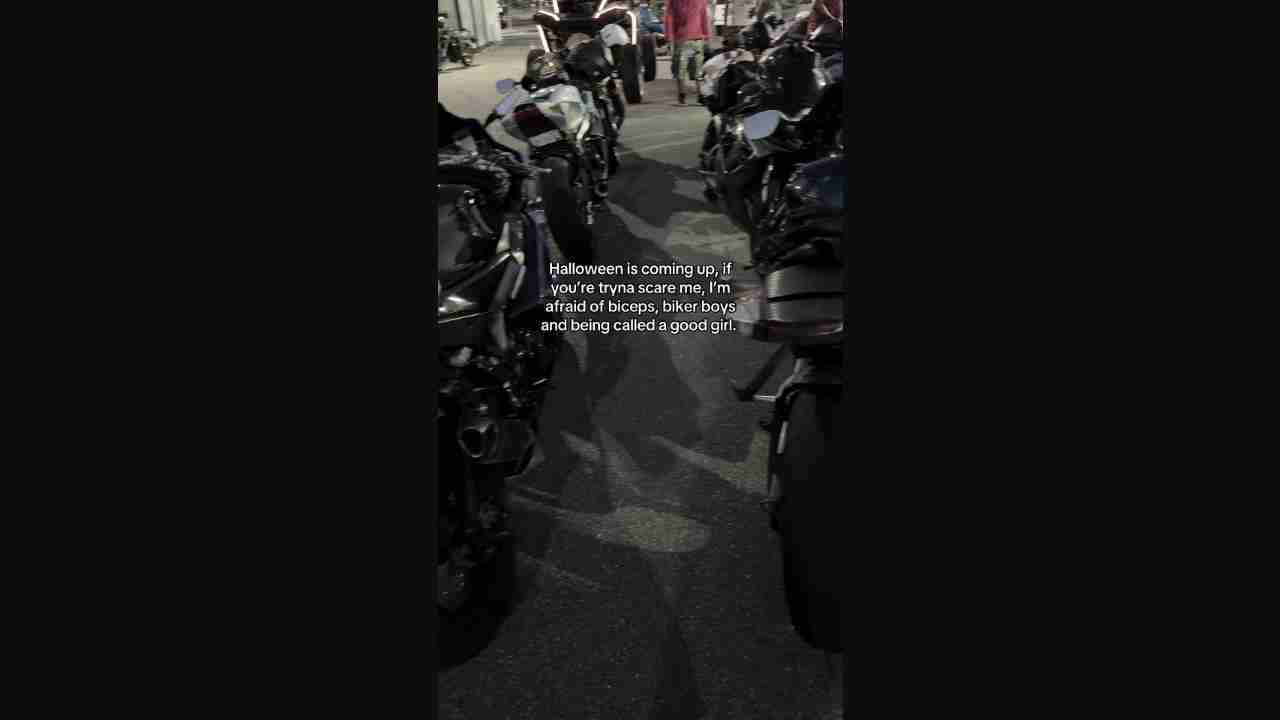 Halloween is coming up, if
you're tryna scare me, I'm
afraid of biceps, biker boys
and being called a good girl.